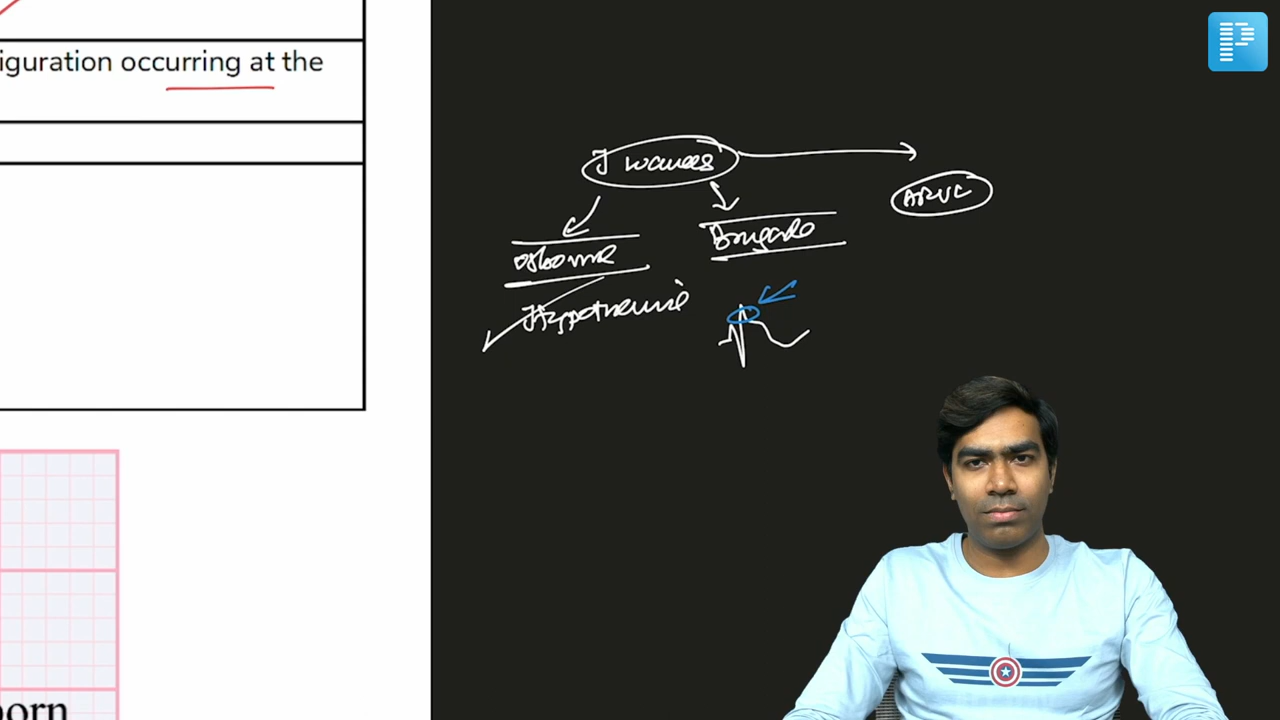 iguration occurring at the
J waves
ARVC
Osborne
Brugada
Hypothermia
born